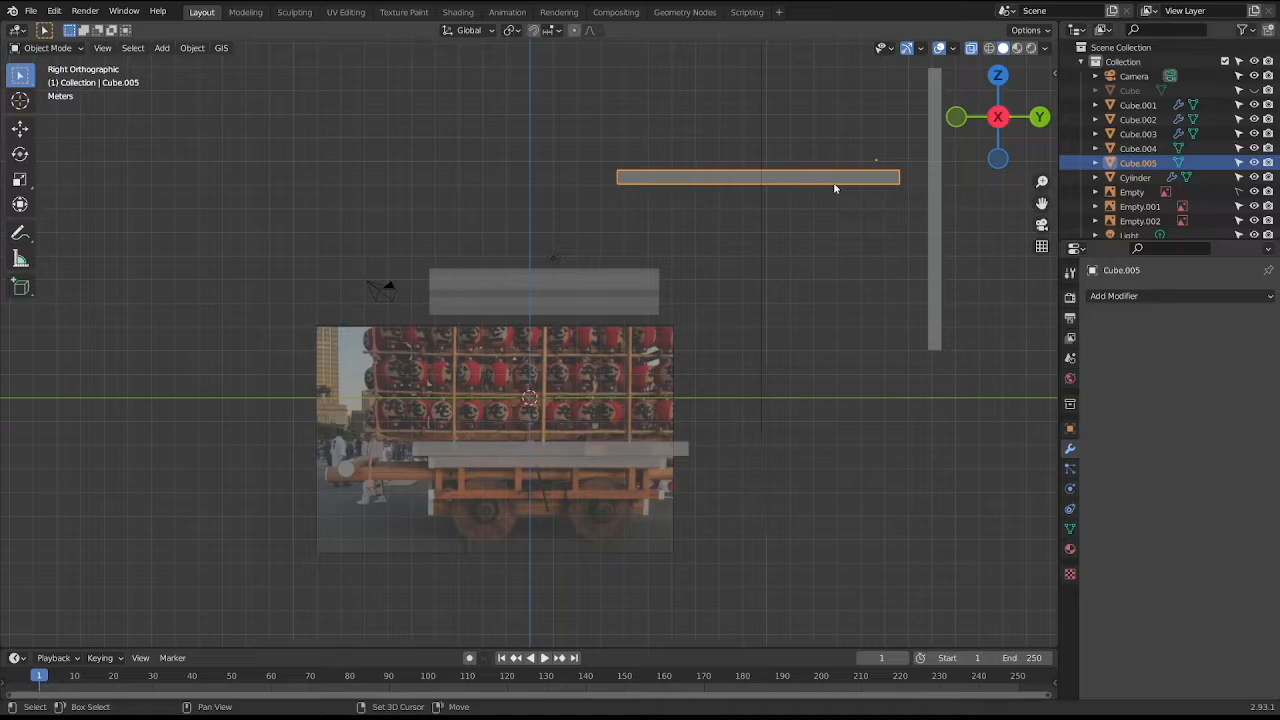 File Edit Render Window Help
Layout Modeling Sculpting UV Editing Texture Paint Shading Animation Rendering Compositing Geometry Nodes Scripting +
Scene
View Layer
Global
Options
Object Mode View Select Add Object GIS
Right Orthographic
(1) Collection | Cube.005
Meters
Z
X
Y
Scene Collection
Collection
Camera
Cube
Cube.001
Cube.002
Cube.003
Cube.004
Cube.005
Cylinder
Empty
Empty.001
Empty.002
Light
Cube.005
Add Modifier
Playback Keying View Marker
1
Start 1
End 250
1 10 20 30 40 50 60 70 80 90 100 110 120 130 140 150 160 170 180 190 200 210 220 230 240 250
Select Box Select Pan View Set 3D Cursor Move
2.93.1